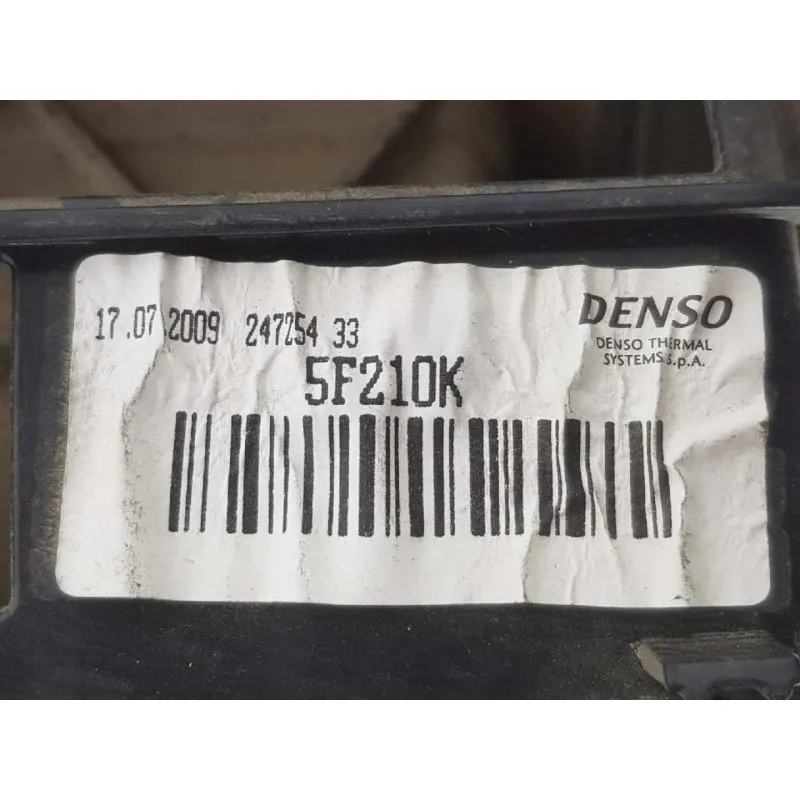 17.07.2009 247254 33
DENSO
DENSO THERMAL
SYSTEMS S.p.A.
5F210K